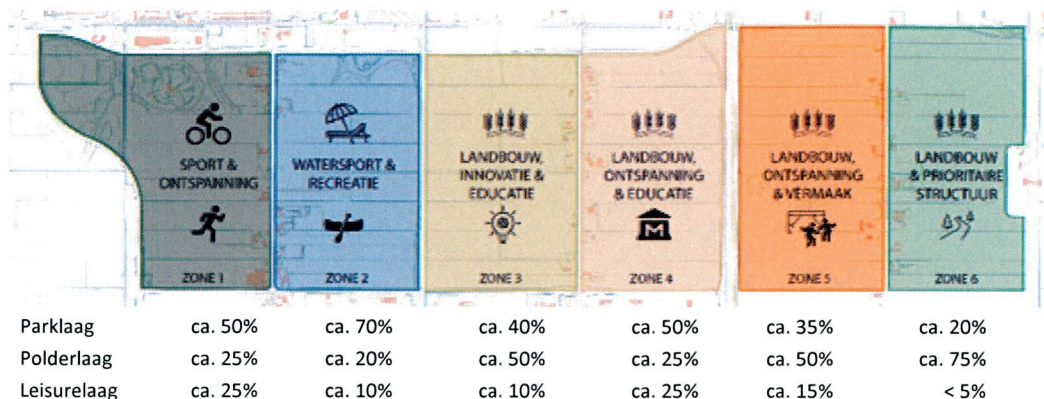 SPORT &
ONTSPANNING
ZONE 1
WATERSPORT &
RECREATIE
ZONE 2
LANDBOUW,
INNOVATIE &
EDUCATIE
ZONE 3
LANDBOUW,
ONTSPANNING
& EDUCATIE
M
ZONE 4
LANDBOUW,
ONTSPANNING
& VERMAAK
ZONE 5
LANDBOUW
& PRIORITAIRE
STRUCTUUR
ZONE 6
Parklaag ca. 50% ca. 70% ca. 40% ca. 50% ca. 35% ca. 20%
Polderlaag ca. 25% ca. 20% ca. 50% ca. 25% ca. 50% ca. 75%
Leisurelaag ca. 25% ca. 10% ca. 10% ca. 25% ca. 15% < 5%